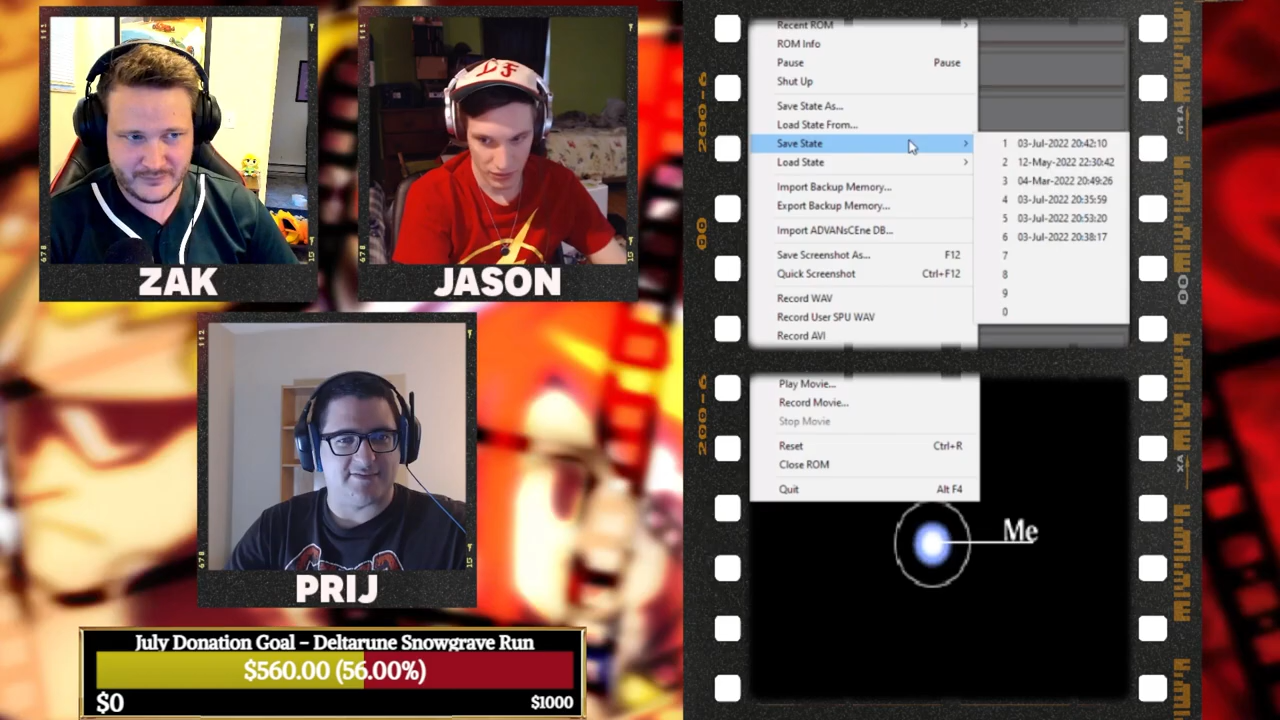 ZAK
JASON
PRIJ
July Donation Goal – Deltarune Snowgrave Run
$560.00 (56.00%)
$0
$1000
Recent ROM
ROM Info
Pause Pause
Shut Up
Save State As...
Load State From...
Save State
Load State
Import Backup Memory...
Export Backup Memory...
Import ADVANsCEne DB...
Save Screenshot As... F12
Quick Screenshot Ctrl+F12
Record WAV
Record User SPU WAV
Record AVI
1 03-Jul-2022 20:42:10
2 12-May-2022 22:30:42
3 04-Mar-2022 20:49:26
4 03-Jul-2022 20:35:59
5 03-Jul-2022 20:53:20
6 03-Jul-2022 20:38:17
7
8
9
0
Play Movie...
Record Movie...
Stop Movie
Reset Ctrl+R
Close ROM
Quit Alt F4
Me
200-6
00
200-6